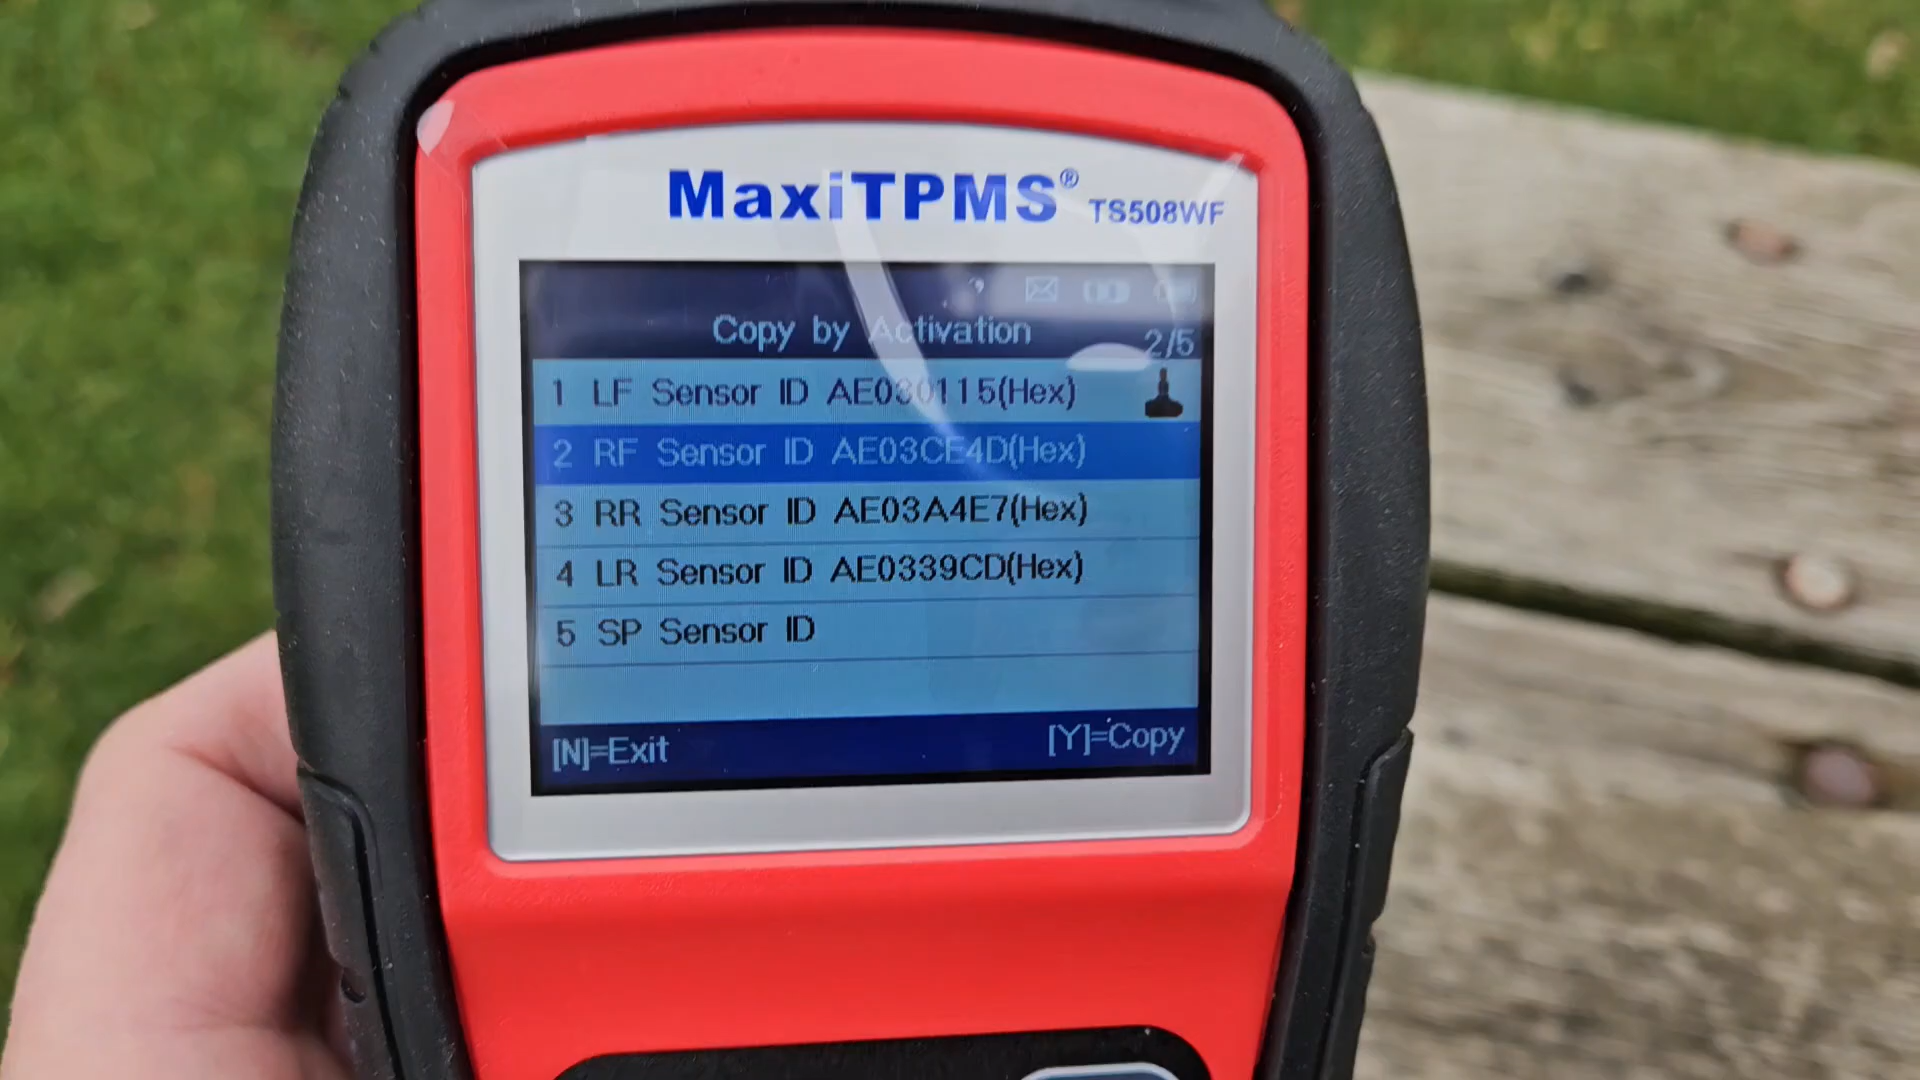 MaxiTPMS® TS508WF
Copy by Activation
2/5
1 LF Sensor ID AE030115(Hex)
2 RF Sensor ID AE03CE4D(Hex)
3 RR Sensor ID AE03A4E7(Hex)
4 LR Sensor ID AE0339CD(Hex)
5 SP Sensor ID
[N]=Exit [Y]=Copy